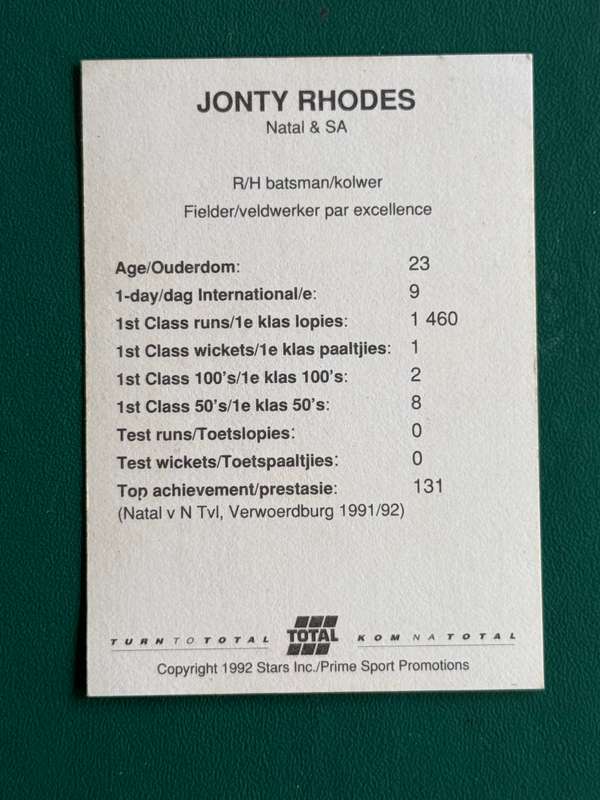 JONTY RHODES
Natal & SA
R/H batsman/kolwer
Fielder/veldwerker par excellence
Age/Ouderdom: 23
1-day/dag International/e: 9
1st Class runs/1e klas lopies: 1 460
1st Class wickets/1e klas paaltjies: 1
1st Class 100's/1e klas 100's: 2
1st Class 50's/1e klas 50's: 8
Test runs/Toetslopies: 0
Test wickets/Toetspaaltjies: 0
Top achievement/prestasie: 131
(Natal v N Tvl, Verwoerdburg 1991/92)
TURN TO TOTAL TOTAL KOM NA TOTAL
Copyright 1992 Stars Inc./Prime Sport Promotions